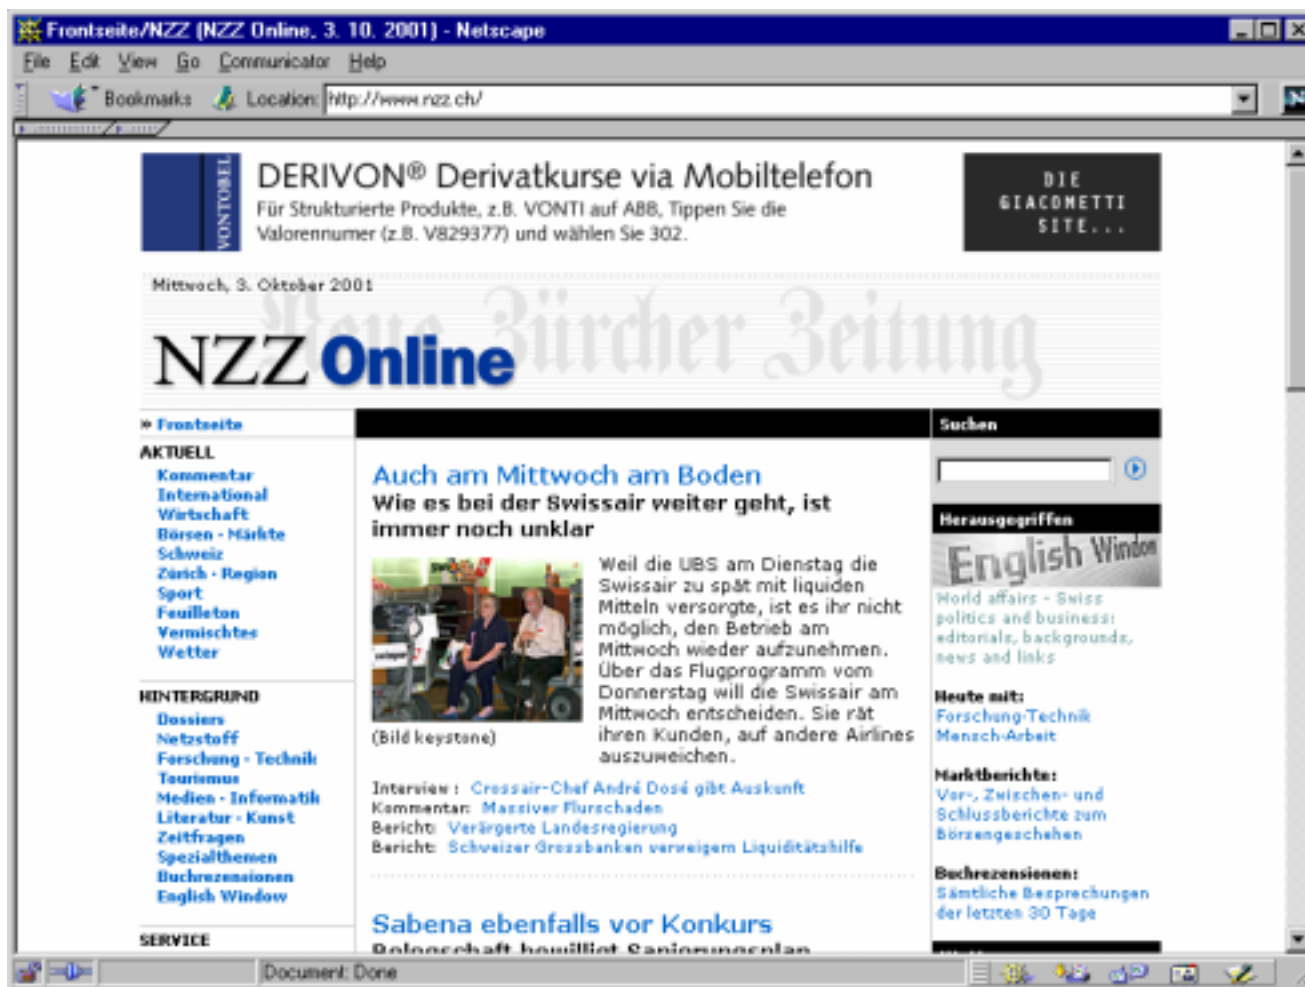 Frontseite/NZZ (NZZ Online, 3. 10. 2001) - Netscape
File Edit View Go Communicator Help
Bookmarks Location: http://www.nzz.ch/
VONTOBEL
DERIVON® Derivatkurse via Mobiltelefon
Für Strukturierte Produkte, z.B. VONTI auf ABB, Tippen Sie die
Valorennumer (z.B. V829377) und wählen Sie 302.
DIE
GIACOMETTI
SITE...
Mittwoch, 3. Oktober 2001
Neue Zürcher Zeitung
NZZ Online
» Frontseite
AKTUELL
Kommentar
International
Wirtschaft
Börsen - Märkte
Schweiz
Zürich - Region
Sport
Feuilleton
Vermischtes
Wetter
HINTERGRUND
Dossiers
Netzstoff
Forschung - Technik
Tourismus
Medien - Informatik
Literatur - Kunst
Zeitfragen
Spezialthemen
Buchrezensionen
English Window
SERVICE
Auch am Mittwoch am Boden
Wie es bei der Swissair weiter geht, ist
immer noch unklar
Weil die UBS am Dienstag die
Swissair zu spät mit liquiden
Mitteln versorgte, ist es ihr nicht
möglich, den Betrieb am
Mittwoch wieder aufzunehmen.
Über das Flugprogramm vom
Donnerstag will die Swissair am
Mittwoch entscheiden. Sie rät
ihren Kunden, auf andere Airlines
auszuweichen.
(Bild keystone)
Interview: Crossair-Chef André Dosé gibt Auskunft
Kommentar: Massiver Flurschaden
Bericht: Verärgerte Landesregierung
Bericht: Schweizer Grossbanken verweigern Liquiditätshilfe
Sabena ebenfalls vor Konkurs
Belegschaft bewilligt Sanierungsplan
Suchen
Herausgegriffen
English Window
World affairs - Swiss
politics and business:
editorials, backgrounds,
news and links
Heute mit:
Forschung-Technik
Mensch-Arbeit
Marktberichte:
Vor-, Zwischen- und
Schlussberichte zum
Börsengeschehen
Buchrezensionen:
Sämtliche Besprechungen
der letzten 30 Tage
Document: Done